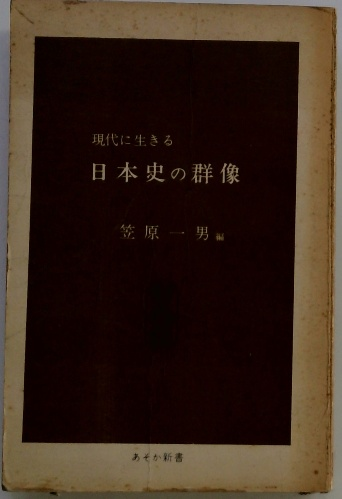 現代に生きる
日本史の群像
笠原一男編
あそか新書